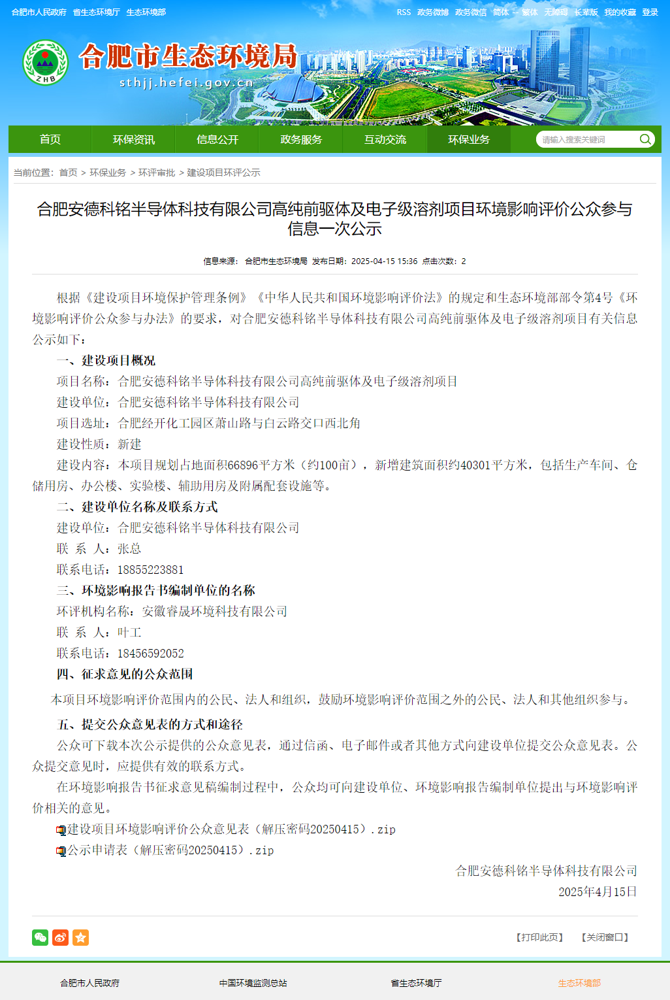 合肥市人民政府 省生态环境厅 生态环境部
RSS 政务微博 政务微信 简体 -- 繁体 无障碍 长辈版 我的收藏 登录
合肥市生态环境局
ZHB
sthjj.hefei.gov.cn
首页 环保资讯 信息公开 政务服务 互动交流 环保业务 请输入搜索关键词
当前位置: 首页 > 环保业务 > 环评审批 > 建设项目环评公示
合肥安德科铭半导体科技有限公司高纯前驱体及电子级溶剂项目环境影响评价公众参与
信息一次公示
信息来源: 合肥市生态环境局 发布日期: 2025-04-15 15:36 点击次数: 2
根据《建设项目环境保护管理条例》《中华人民共和国环境影响评价法》的规定和生态环境部部令第4号《环
境影响评价公众参与办法》的要求，对合肥安德科铭半导体科技有限公司高纯前驱体及电子级溶剂项目有关信息
公示如下：
一、建设项目概况
项目名称：合肥安德科铭半导体科技有限公司高纯前驱体及电子级溶剂项目
建设单位：合肥安德科铭半导体科技有限公司
项目选址：合肥经开化工园区萧山路与白云路交口西北角
建设性质：新建
建设内容：本项目规划占地面积66896平方米（约100亩），新增建筑面积约40301平方米，包括生产车间、仓
储用房、办公楼、实验楼、辅助用房及附属配套设施等。
二、建设单位名称及联系方式
建设单位：合肥安德科铭半导体科技有限公司
联 系 人：张总
联系电话：18855223881
三、环境影响报告书编制单位的名称
环评机构名称：安徽睿晟环境科技有限公司
联 系 人：叶工
联系电话：18456592052
四、征求意见的公众范围
本项目环境影响评价范围内的公民、法人和组织，鼓励环境影响评价范围之外的公民、法人和其他组织参与。
五、提交公众意见表的方式和途径
公众可下载本次公示提供的公众意见表，通过信函、电子邮件或者其他方式向建设单位提交公众意见表。公
众提交意见时，应提供有效的联系方式。
在环境影响报告书征求意见稿编制过程中，公众均可向建设单位、环境影响报告编制单位提出与环境影响评
价相关的意见。
建设项目环境影响评价公众意见表（解压密码20250415）.zip
公示申请表（解压密码20250415）.zip
合肥安德科铭半导体科技有限公司
2025年4月15日
【打印此页】 【关闭窗口】
合肥市人民政府 中国环境监测总站 省生态环境厅 生态环境部